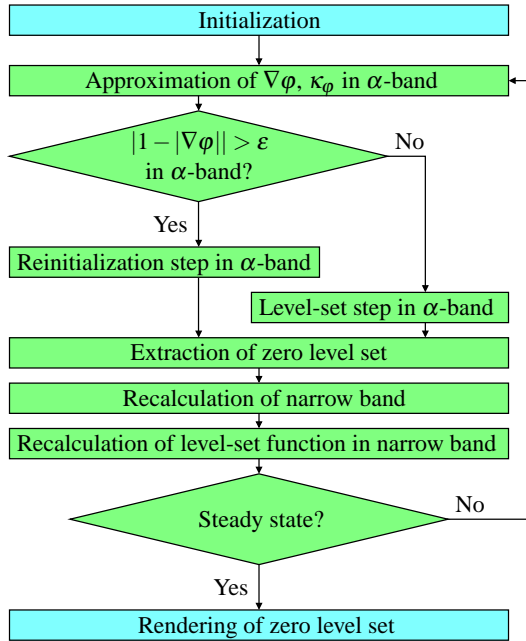 Initialization
Approximation of ∇φ, κφ in α-band
|1−|∇φ|| > ε
in α-band?
No
Yes
Reinitialization step in α-band
Level-set step in α-band
Extraction of zero level set
Recalculation of narrow band
Recalculation of level-set function in narrow band
Steady state?
No
Yes
Rendering of zero level set